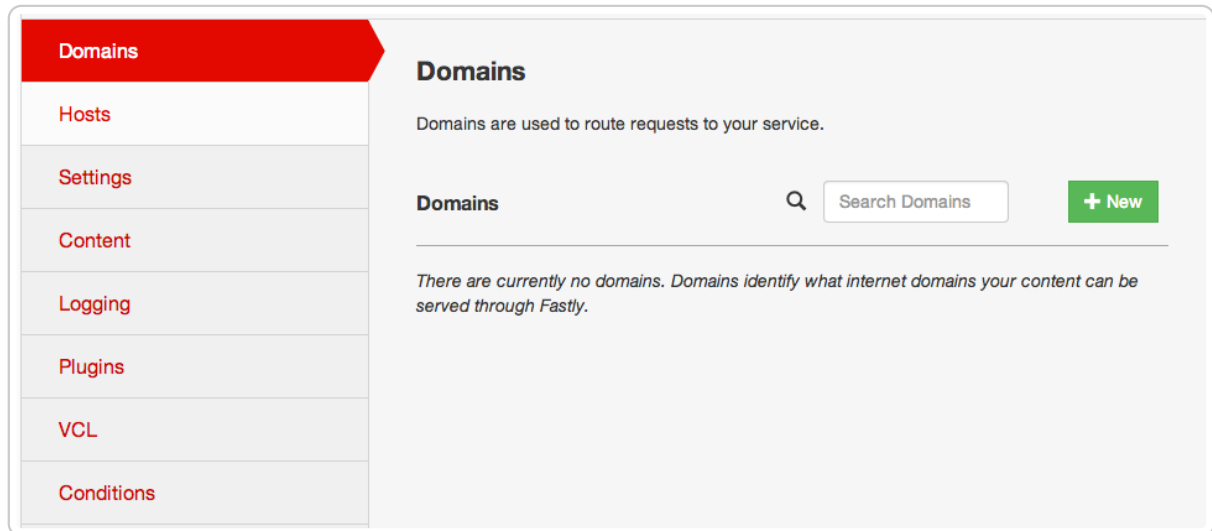 Domains
Hosts
Settings
Content
Logging
Plugins
VCL
Conditions
Domains
Domains are used to route requests to your service.
Domains
Search Domains
+ New
There are currently no domains. Domains identify what internet domains your content can be
served through Fastly.